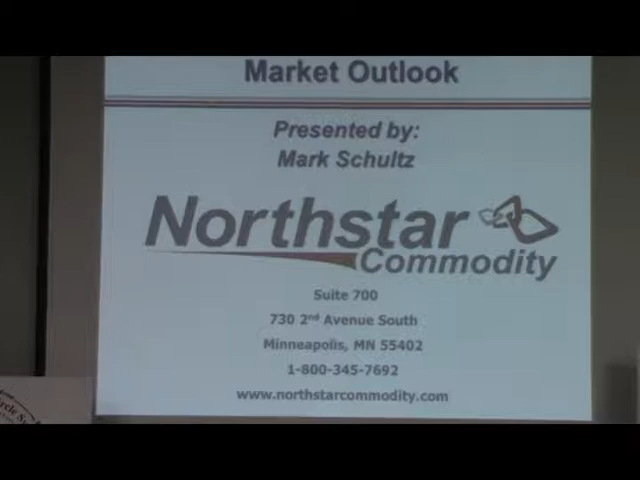 Market Outlook
Presented by:
Mark Schultz
Northstar
Commodity
Suite 700
730 2nd Avenue South
Minneapolis, MN 55402
1-800-345-7692
www.northstarcommodity.com